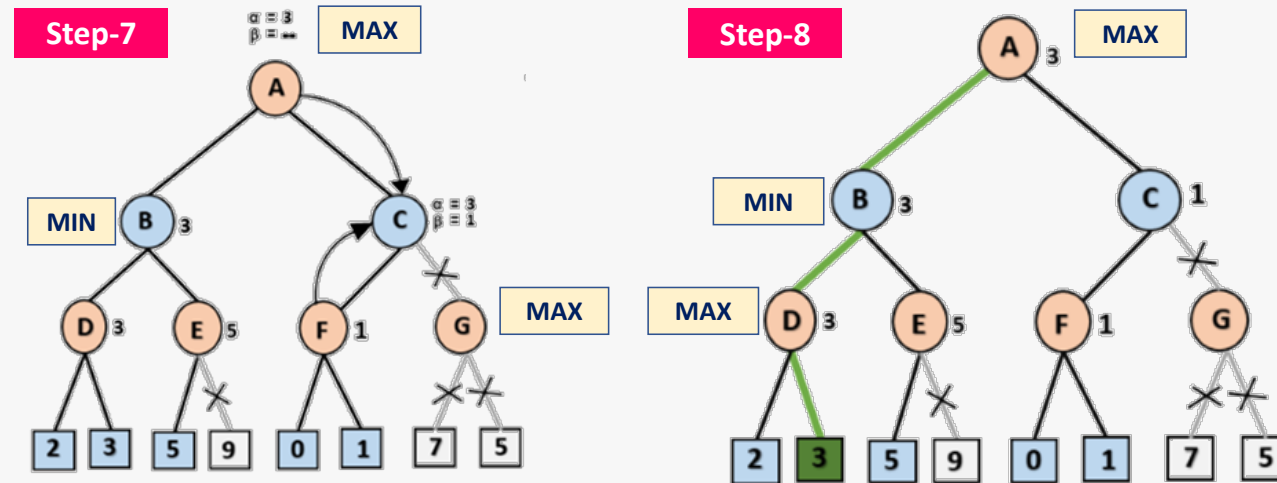 Step-7
α = 3
β = ∞
MAX
A
MIN
B
3
C
α = 3
β = 1
D
3
E
5
F
1
G
MAX
2
3
5
9
0
1
7
5
Step-8
A
3
MAX
MIN
B
3
C
1
MAX
D
3
E
5
F
1
G
2
3
5
9
0
1
7
5